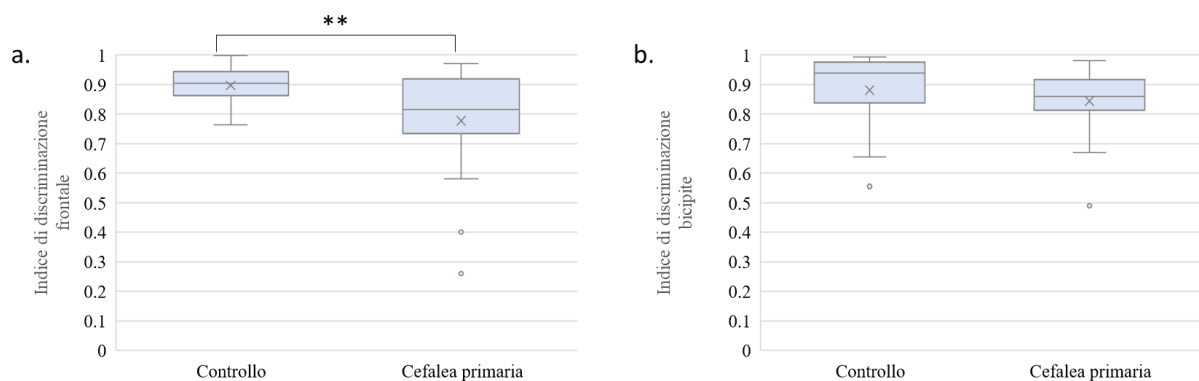 **
a.
Indice di discriminazione
frontale
1
0.9
0.8
0.7
0.6
0.5
0.4
0.3
0.2
0.1
0
Controllo
Cefalea primaria
b.
Indice di discriminazione
bicipite
1
0.9
0.8
0.7
0.6
0.5
0.4
0.3
0.2
0.1
0
Controllo
Cefalea primaria